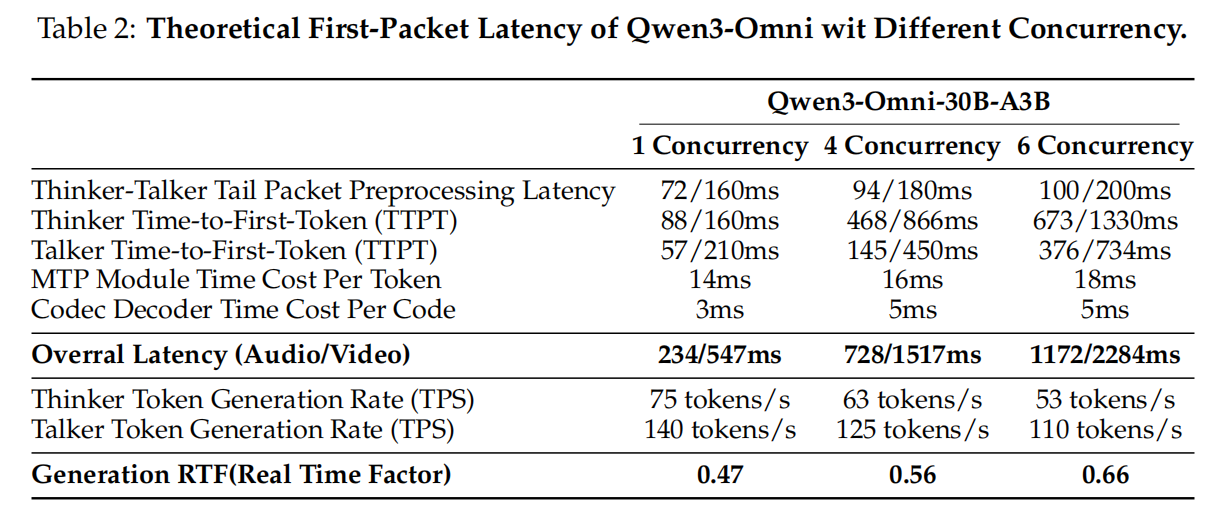 Table 2: Theoretical First-Packet Latency of Qwen3-Omni wit Different Concurrency.
Qwen3-Omni-30B-A3B
1 Concurrency 4 Concurrency 6 Concurrency
Thinker-Talker Tail Packet Preprocessing Latency 72/160ms 94/180ms 100/200ms
Thinker Time-to-First-Token (TTPT) 88/160ms 468/866ms 673/1330ms
Talker Time-to-First-Token (TTPT) 57/210ms 145/450ms 376/734ms
MTP Module Time Cost Per Token 14ms 16ms 18ms
Codec Decoder Time Cost Per Code 3ms 5ms 5ms
Overral Latency (Audio/Video) 234/547ms 728/1517ms 1172/2284ms
Thinker Token Generation Rate (TPS) 75 tokens/s 63 tokens/s 53 tokens/s
Talker Token Generation Rate (TPS) 140 tokens/s 125 tokens/s 110 tokens/s
Generation RTF(Real Time Factor) 0.47 0.56 0.66